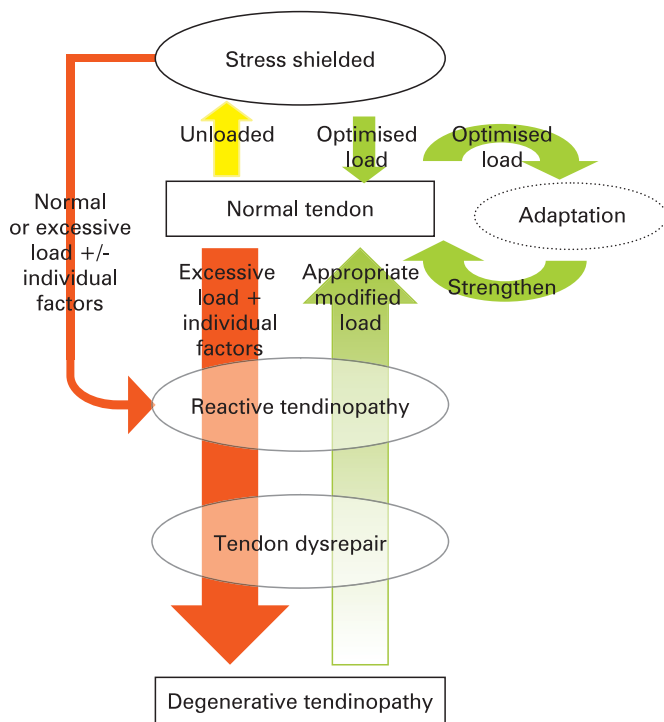 Stress shielded
Unloaded
Optimised
load
Optimised
load
Normal
or excessive
load +/-
individual
factors
Normal tendon
Adaptation
Excessive
load +
individual
factors
Appropriate
modified
load
Strengthen
Reactive tendinopathy
Tendon dysrepair
Degenerative tendinopathy